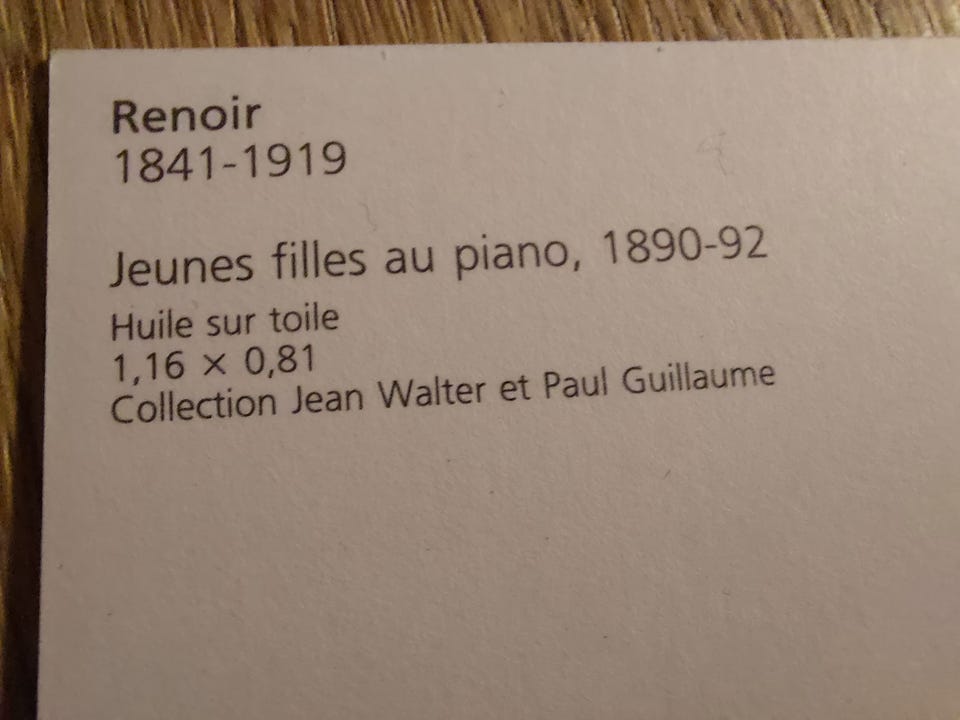 Renoir
1841-1919
Jeunes filles au piano, 1890-92
Huile sur toile
1,16 × 0,81
Collection Jean Walter et Paul Guillaume